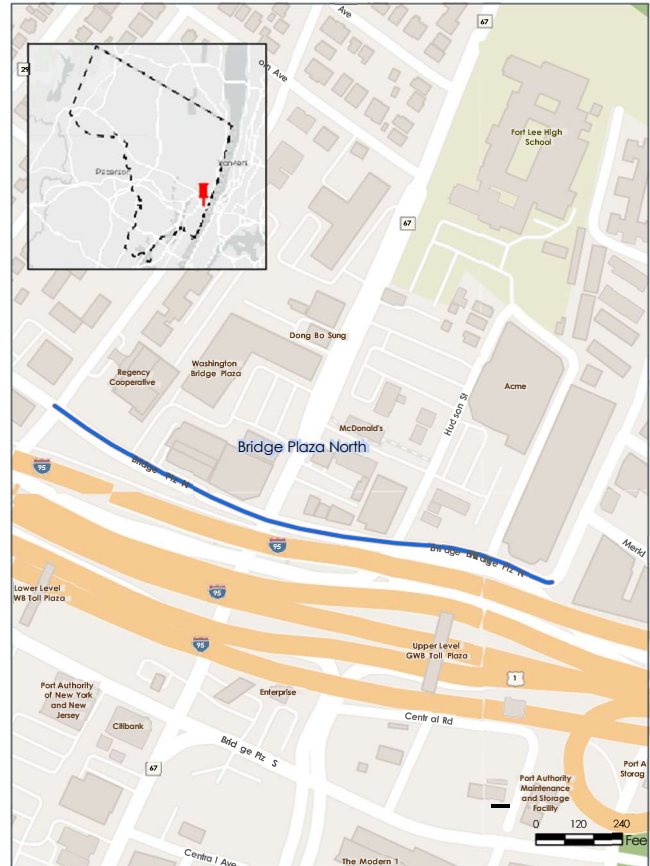 Ave
67
29
om Ave
Fort Lee High
School
Yonkers
Paterson
67
Dong Bo Sung
Washington
Bridge Plaza
Regency
Cooperative
Acme
Hudson St
McDonald's
Bridge Plaza North
95
Bridge Plz N
95
Bridge Plz N
Merid
95
Lower Level
WB Toll Plaza
95
Upper Level
GWB Toll Plaza
1
Port Authority
of New York
and New
Jersey
Enterprise
Citibank
Central Rd
Bridge Plz S
67
Port A
Storag
Port Authority
Maintenance
and Storage
Facility
0 120 240
Fee
Central Ave
The Modern 1